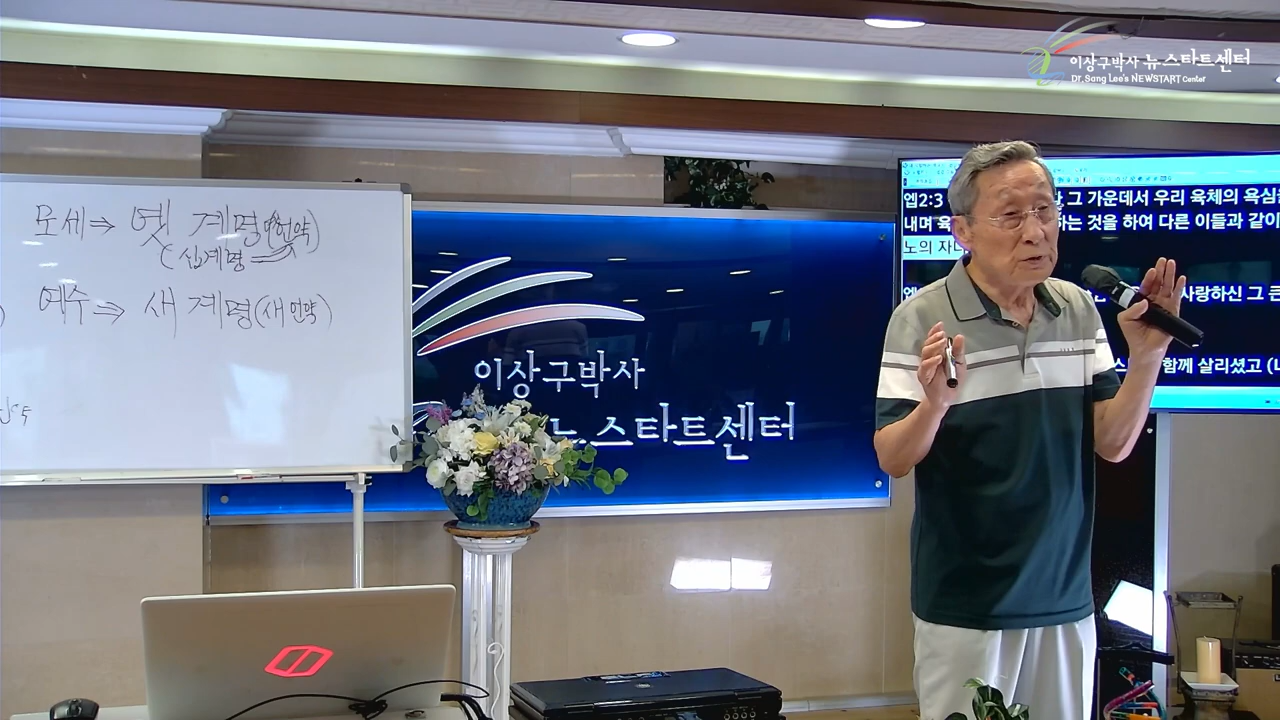 이상구박사 뉴스타트센터
Dr. Sang Lee's NEWSTART Center
모세⇒ 옛 계명(옛언약)
(십계명
예수⇒ 새 계명(새 언약)
이상구박사
뉴스타트센터
엡2:3 그 가운데서 우리 육체의 욕심을
내며 육 하는 것을 하여 다른 이들과 같이
노의 자녀
사랑하신 그 큰
함께 살리셨고